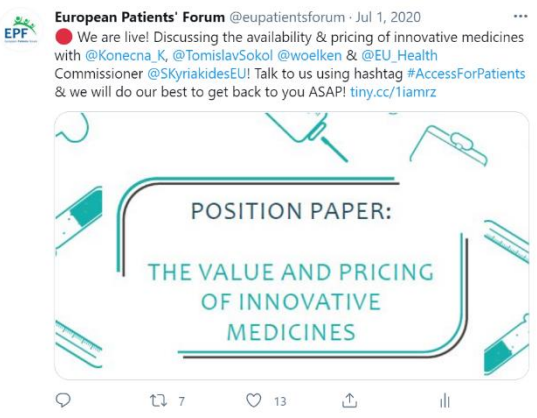 European Patients' Forum @eupatientsforum · Jul 1, 2020
🔴 We are live! Discussing the availability & pricing of innovative medicines
with @Konecna_K, @TomislavSokol @woelken & @EU_Health
Commissioner @SKyriakidesEU! Talk to us using hashtag #AccessForPatients
& we will do our best to get back to you ASAP! tiny.cc/1iamrz
EPF
POSITION PAPER:
THE VALUE AND PRICING
OF INNOVATIVE
MEDICINES
7 13